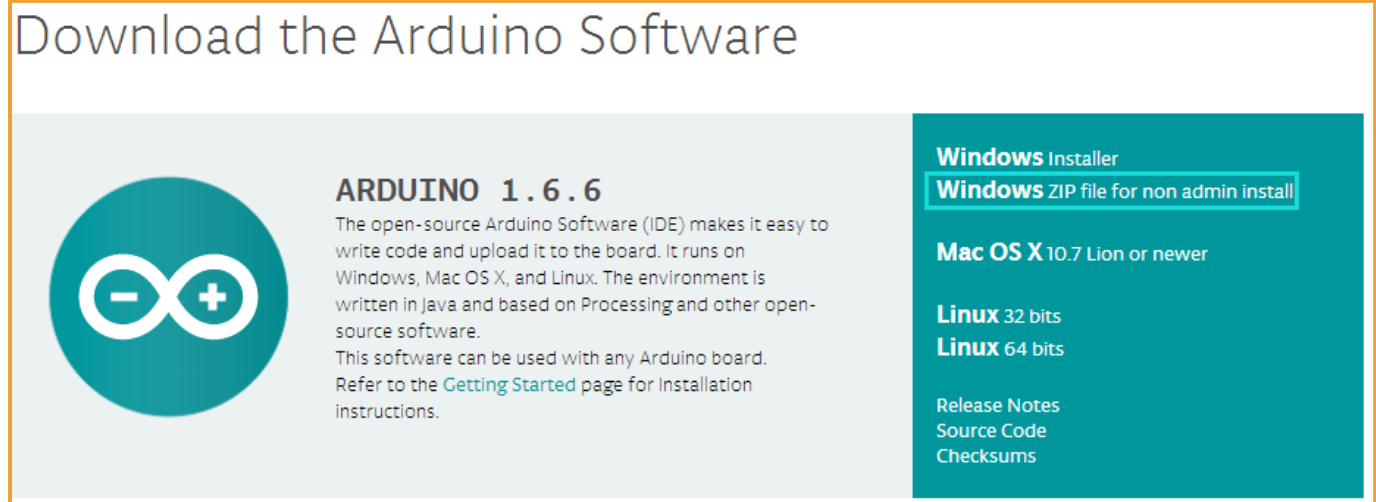 Download the Arduino Software
ARDUINO 1.6.6
The open-source Arduino Software (IDE) makes it easy to
write code and upload it to the board. It runs on
Windows, Mac OS X, and Linux. The environment is
written in Java and based on Processing and other open-
source software.
This software can be used with any Arduino board.
Refer to the Getting Started page for Installation
instructions.
Windows Installer
Windows ZIP file for non admin install
Mac OS X 10.7 Lion or newer
Linux 32 bits
Linux 64 bits
Release Notes
Source Code
Checksums